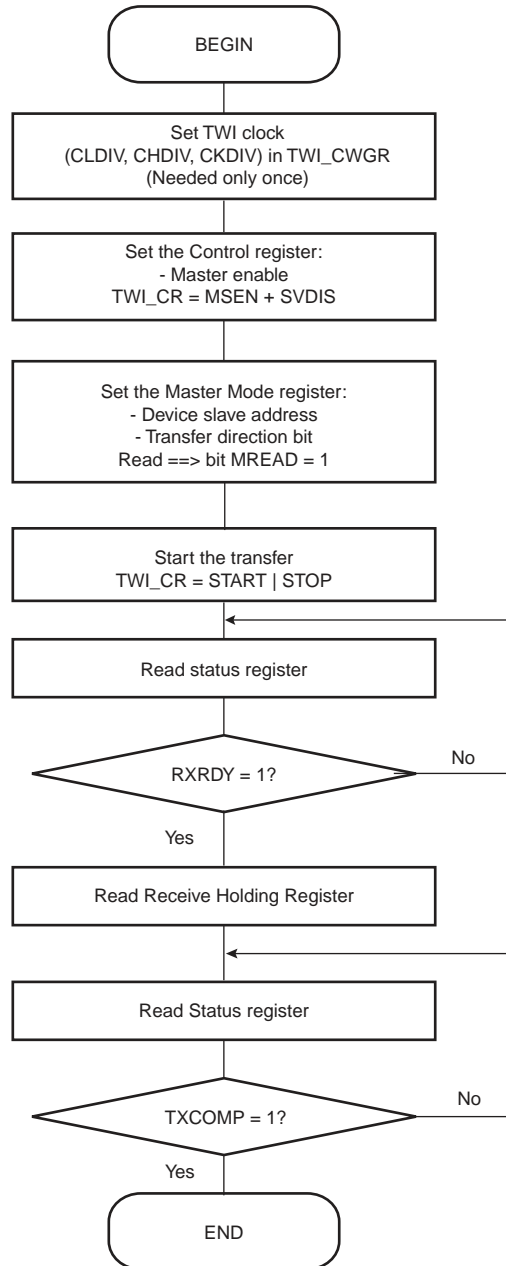 BEGIN
Set TWI clock
(CLDIV, CHDIV, CKDIV) in TWI_CWGR
(Needed only once)
Set the Control register:
- Master enable
TWI_CR = MSEN + SVDIS
Set the Master Mode register:
- Device slave address
- Transfer direction bit
Read ==> bit MREAD = 1
Start the transfer
TWI_CR = START | STOP
Read status register
RXRDY = 1?
No
Yes
Read Receive Holding Register
Read Status register
TXCOMP = 1?
No
Yes
END